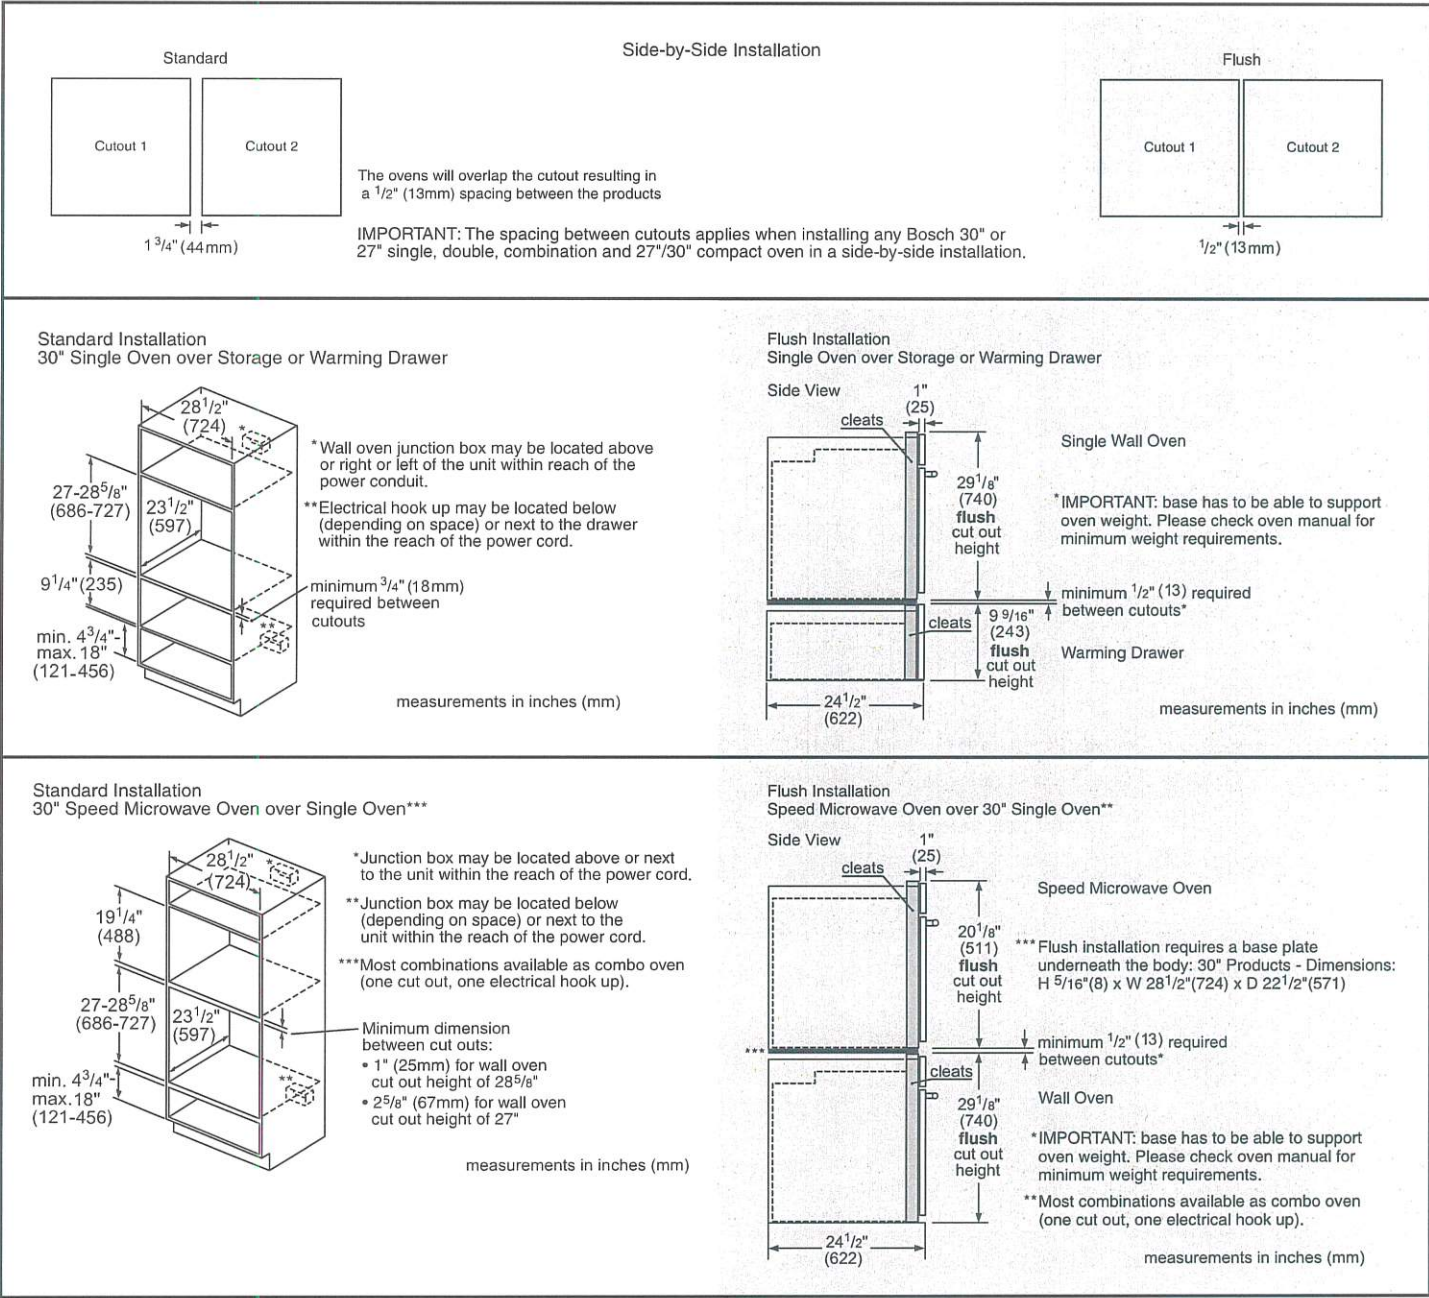 Side-by-Side Installation
Standard
Cutout 1
Cutout 2
1 3/4" (44mm)
The ovens will overlap the cutout resulting in
a 1/2" (13mm) spacing between the products
IMPORTANT: The spacing between cutouts applies when installing any Bosch 30" or
27" single, double, combination and 27"/30" compact oven in a side-by-side installation.
Flush
Cutout 1
Cutout 2
1/2" (13mm)
Standard Installation
30" Single Oven over Storage or Warming Drawer
28 1/2"
(724)
*
27-28 5/8"
(686-727)
23 1/2"
(597)
9 1/4" (235)
min. 4 3/4"-
max. 18"
(121-456)
**
*Wall oven junction box may be located above
or right or left of the unit within reach of the
power conduit.
**Electrical hook up may be located below
(depending on space) or next to the drawer
within the reach of the power cord.
minimum 3/4" (18mm)
required between
cutouts
measurements in inches (mm)
Flush Installation
Single Oven over Storage or Warming Drawer
Side View
1"
(25)
cleats
29 1/8"
(740)
flush
cut out
height
Single Wall Oven
*IMPORTANT: base has to be able to support
oven weight. Please check oven manual for
minimum weight requirements.
minimum 1/2" (13) required
between cutouts*
cleats
9 9/16"
(243)
flush
cut out
height
Warming Drawer
24 1/2"
(622)
measurements in inches (mm)
Standard Installation
30" Speed Microwave Oven over Single Oven***
28 1/2"
(724)
*
19 1/4"
(488)
27-28 5/8"
(686-727)
23 1/2"
(597)
min. 4 3/4"-
max. 18"
(121-456)
**
*Junction box may be located above or next
to the unit within the reach of the power cord.
**Junction box may be located below
(depending on space) or next to the
unit within the reach of the power cord.
***Most combinations available as combo oven
(one cut out, one electrical hook up).
Minimum dimension
between cut outs:
• 1" (25mm) for wall oven
cut out height of 28 5/8"
• 2 5/8" (67mm) for wall oven
cut out height of 27"
measurements in inches (mm)
Flush Installation
Speed Microwave Oven over 30" Single Oven**
Side View
1"
(25)
cleats
20 1/8"
(511)
flush
cut out
height
Speed Microwave Oven
***Flush installation requires a base plate
underneath the body: 30" Products - Dimensions:
H 5/16"(8) x W 28 1/2"(724) x D 22 1/2"(571)
***
minimum 1/2" (13) required
between cutouts*
cleats
29 1/8"
(740)
flush
cut out
height
Wall Oven
*IMPORTANT: base has to be able to support
oven weight. Please check oven manual for
minimum weight requirements.
**Most combinations available as combo oven
(one cut out, one electrical hook up).
24 1/2"
(622)
measurements in inches (mm)